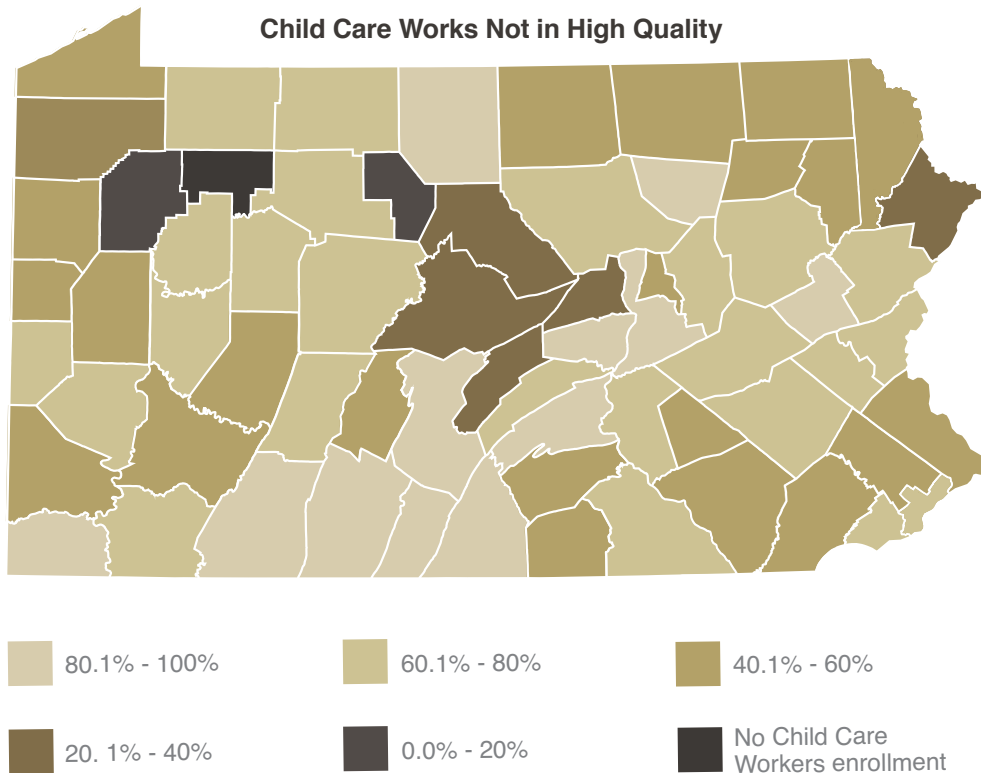 Child Care Works Not in High Quality
80.1% - 100%
60.1% - 80%
40.1% - 60%
20. 1% - 40%
0.0% - 20%
No Child Care
Workers enrollment